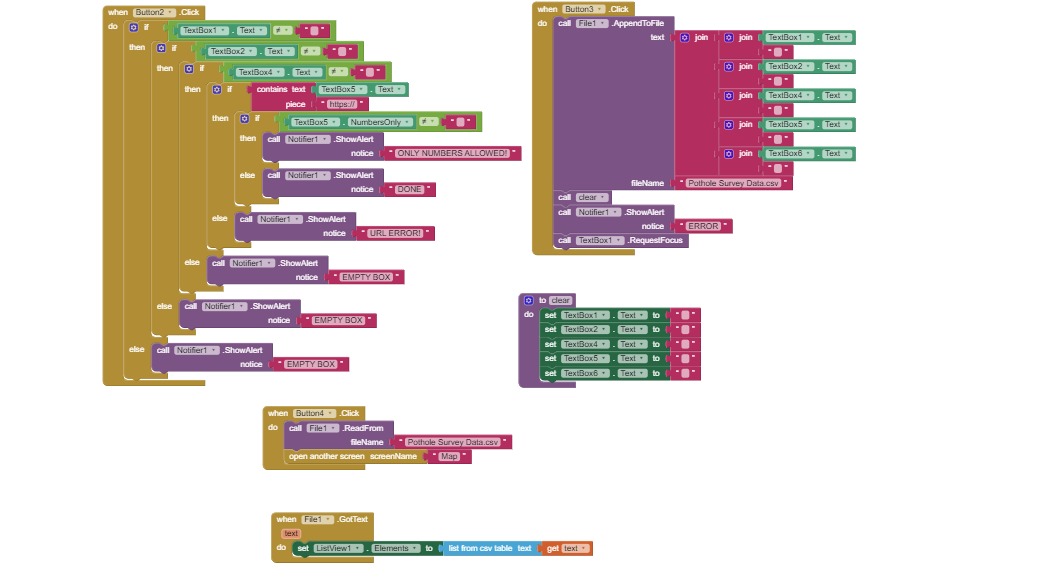 when Button2 .Click
do if TextBox1 . Text ≠ " "
then if TextBox2 . Text ≠ " "
then if TextBox4 . Text ≠ " "
then if contains text TextBox5 . Text
piece " https:// "
then if TextBox5 . NumbersOnly ≠ " "
then call Notifier1 .ShowAlert
notice " ONLY NUMBERS ALLOWED! "
else call Notifier1 .ShowAlert
notice " DONE "
else call Notifier1 .ShowAlert
notice " URL ERROR! "
else call Notifier1 .ShowAlert
notice " EMPTY BOX "
else call Notifier1 .ShowAlert
notice " EMPTY BOX "
else call Notifier1 .ShowAlert
notice " EMPTY BOX "
when Button3 .Click
do call File1 .AppendToFile
text join join TextBox1 . Text
" "
join TextBox2 . Text
" "
join TextBox4 . Text
" "
join TextBox5 . Text
" "
join TextBox6 . Text
" "
fileName " Pothole Survey Data.csv "
call clear
call Notifier1 .ShowAlert
notice " ERROR "
call TextBox1 .RequestFocus
to clear
do set TextBox1 . Text to " "
set TextBox2 . Text to " "
set TextBox4 . Text to " "
set TextBox5 . Text to " "
set TextBox6 . Text to " "
when Button4 .Click
do call File1 .ReadFrom
fileName " Pothole Survey Data.csv "
open another screen screenName " Map "
when File1 .GotText
text
do set ListView1 . Elements to list from csv table text get text